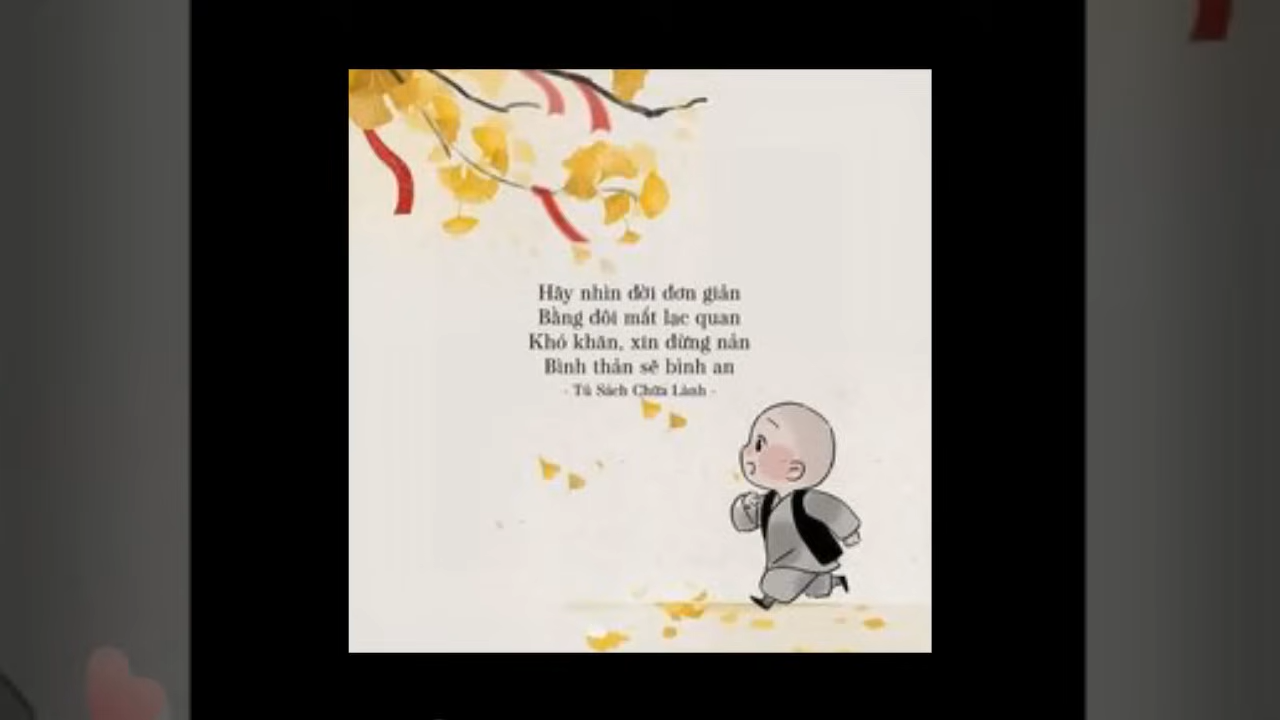 Hãy nhìn đời đơn giản
Bằng đôi mắt lạc quan
Khó khăn, xin đừng nản
Bình thản sẽ bình an
- Tủ Sách Chữa Lành -